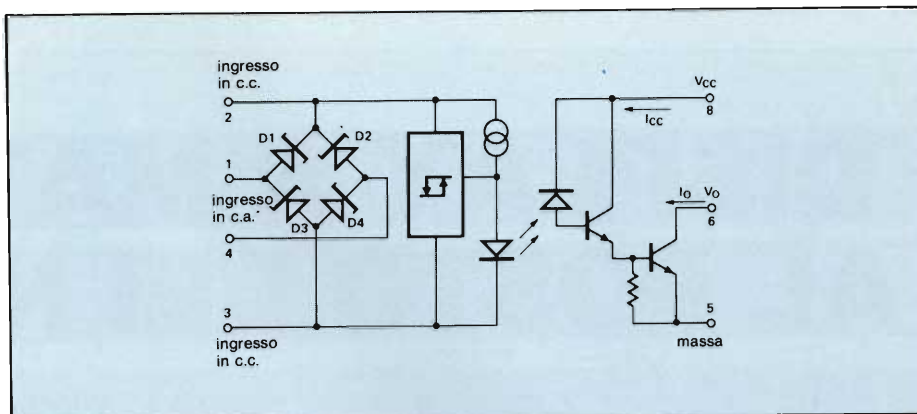 ingresso
in c.c.
2
D1
D2
1
ingresso
in c.a.
D3
D4
4
3
ingresso
in c.c.
VCC
8
ICC
IO
VO
6
5
massa